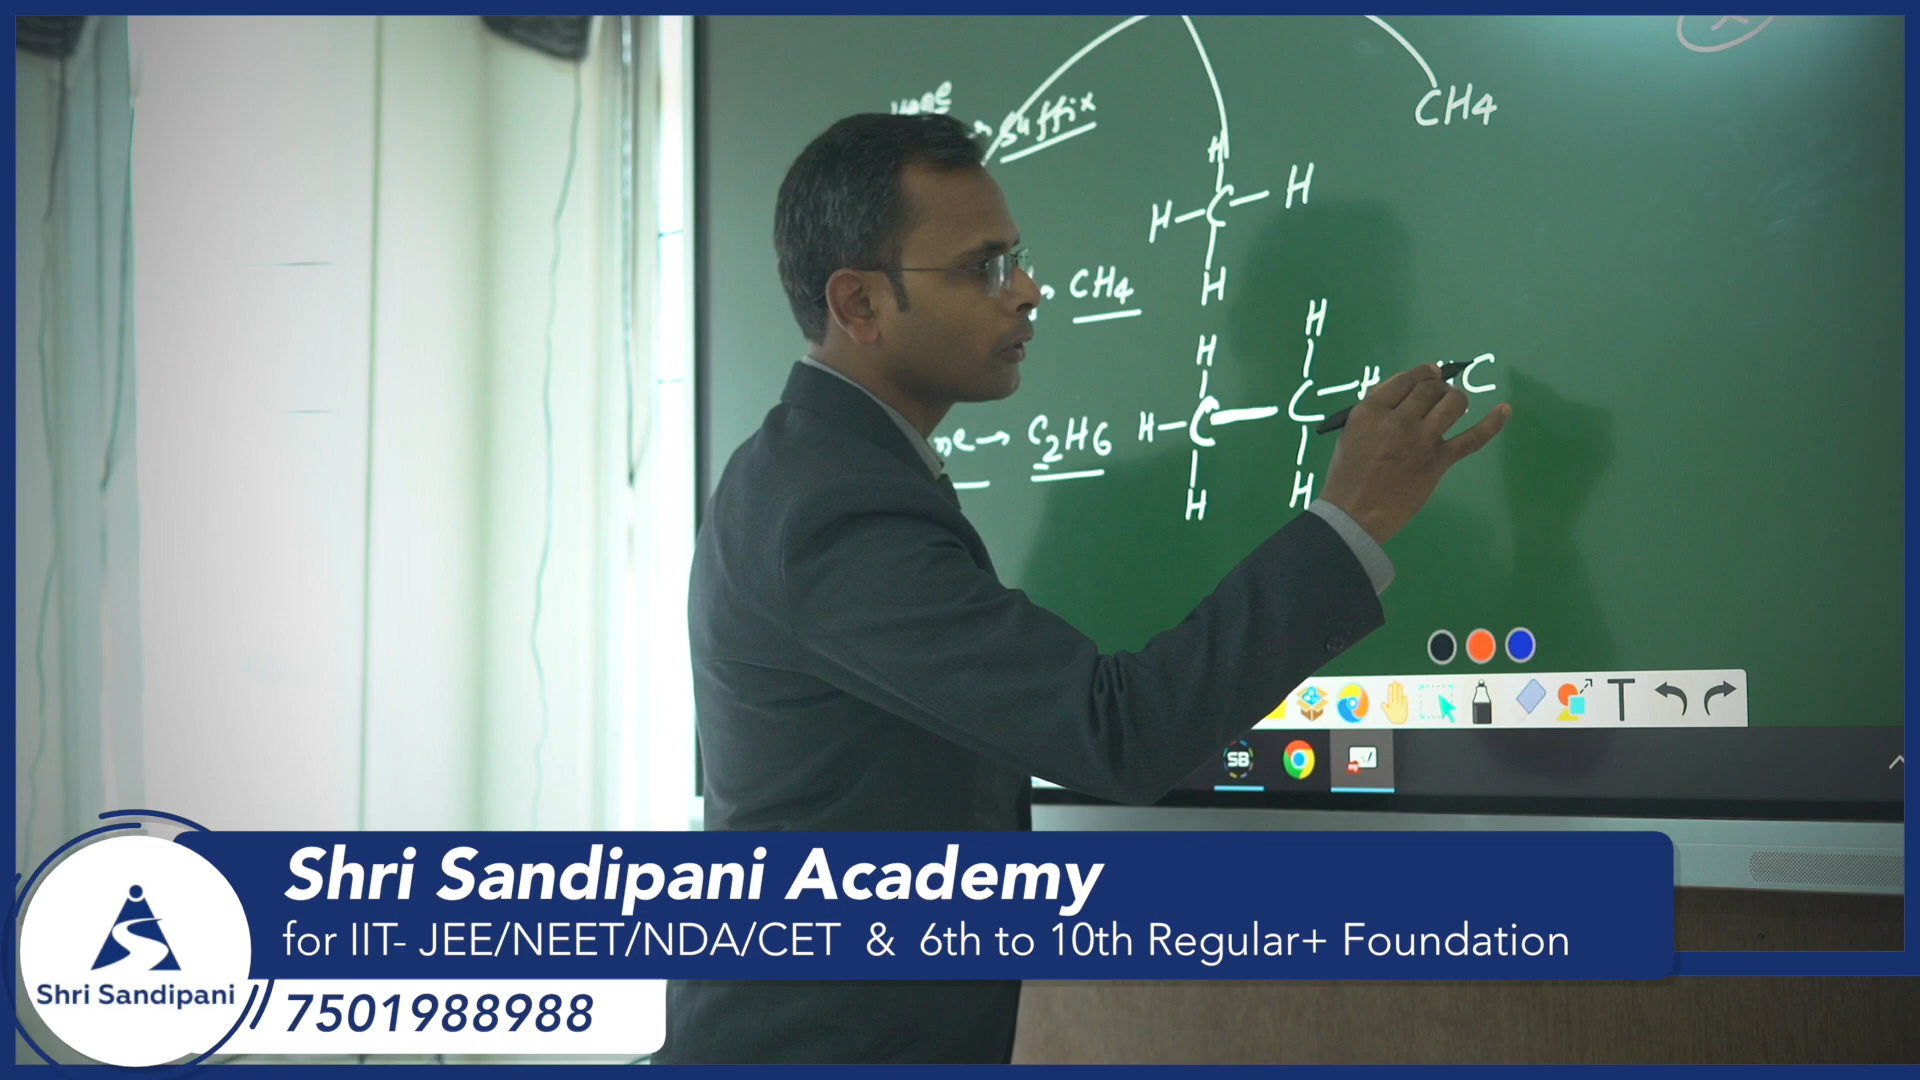 suffix
CH4
H
H-C-H
H
CH4
H H
C2H6 H-C-C-H
H H
C
T
SB
Shri Sandipani Academy
for IIT- JEE/NEET/NDA/CET & 6th to 10th Regular+ Foundation
Shri Sandipani
7501988988